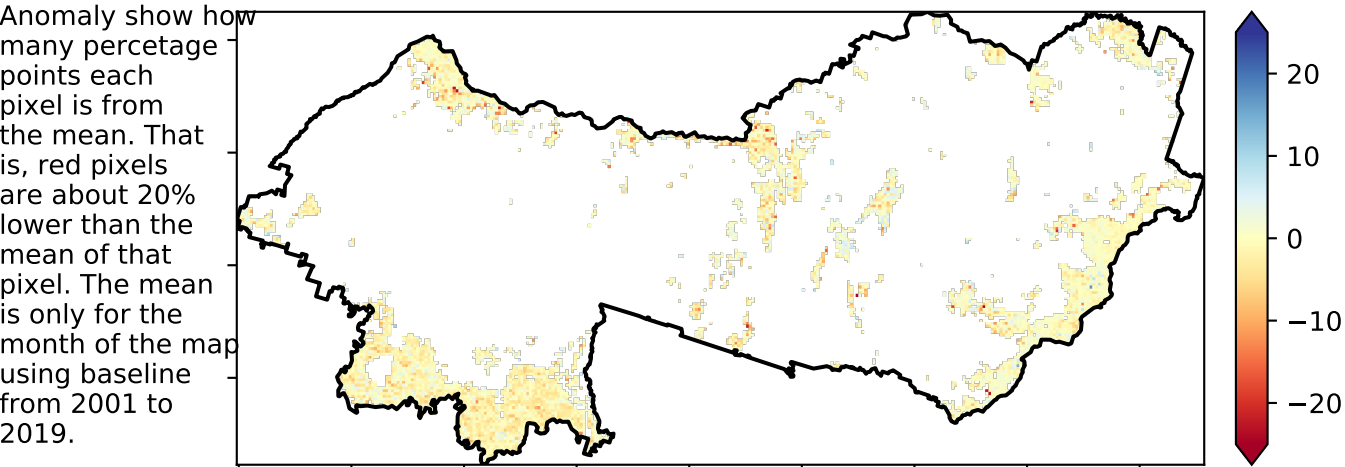 Anomaly show how
many percetage
points each
pixel is from
the mean. That
is, red pixels
are about 20%
lower than the
mean of that
pixel. The mean
is only for the
month of the map
using baseline
from 2001 to
2019.
20
10
0
−10
−20